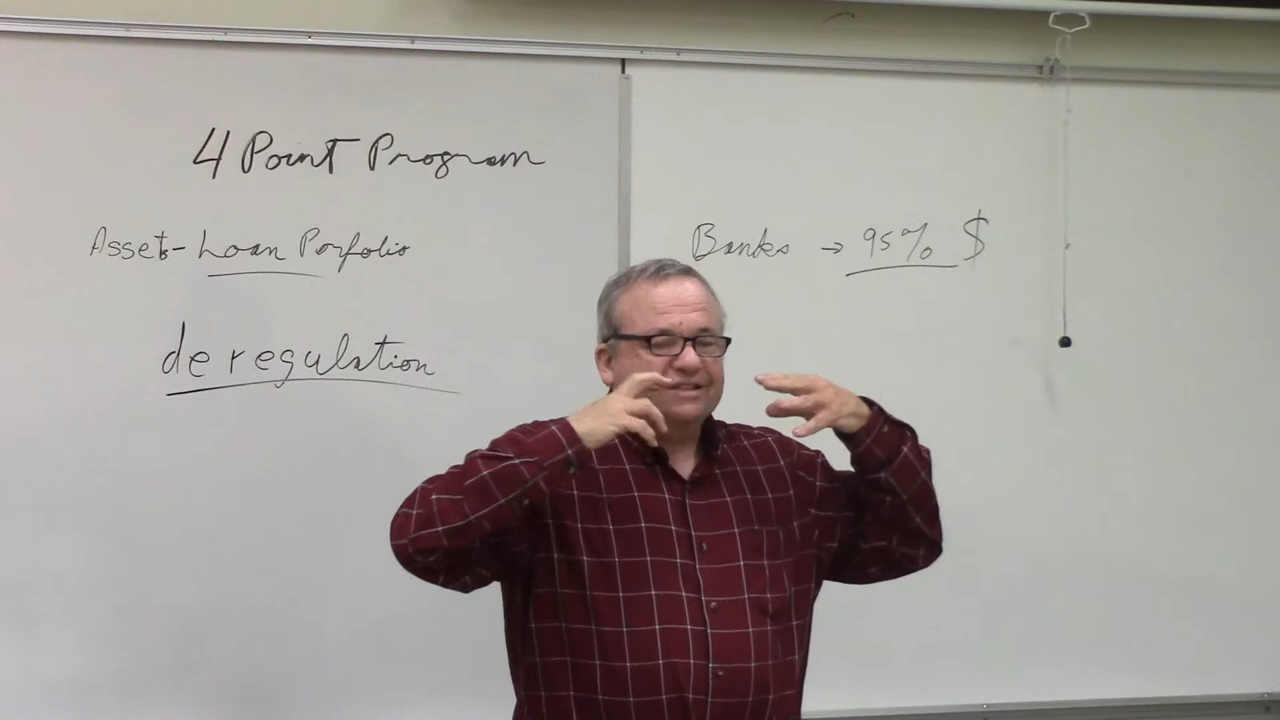 4 Point Program
Assets-Loan Porfolio
deregulation
Banks → 95% $